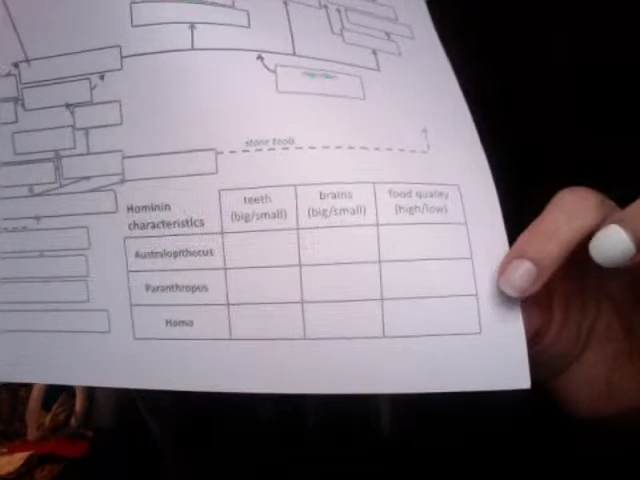 stone tools
Hominin
characteristics
teeth
(big/small)
brains
(big/small)
food quality
(high/low)
Australopithecus
Paranthropus
Homo